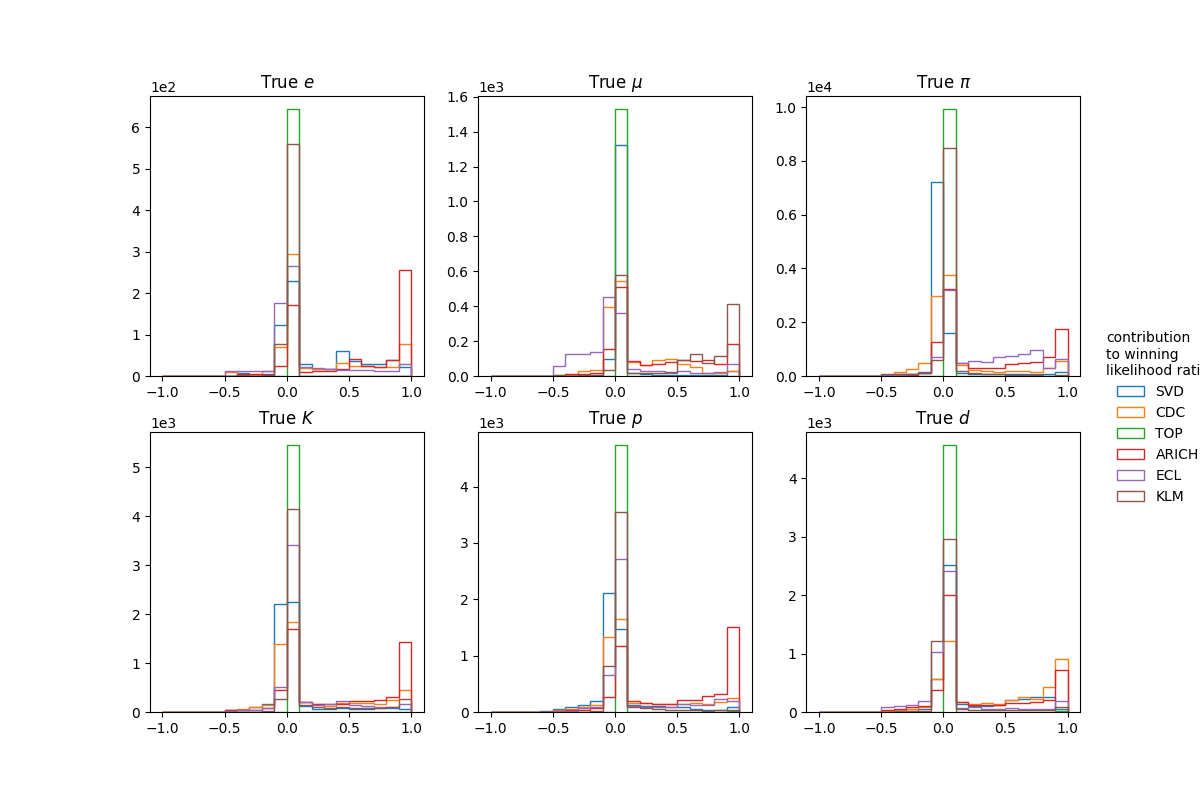 True e
1e2
6
5
4
3
2
1
0
−1.0 −0.5 0.0 0.5 1.0
True μ
1e3
1.6
1.4
1.2
1.0
0.8
0.6
0.4
0.2
0.0
−1.0 −0.5 0.0 0.5 1.0
True π
1e4
1.0
0.8
0.6
0.4
0.2
0.0
−1.0 −0.5 0.0 0.5 1.0
True K
1e3
5
4
3
2
1
0
−1.0 −0.5 0.0 0.5 1.0
True p
1e3
4
3
2
1
0
−1.0 −0.5 0.0 0.5 1.0
True d
1e3
4
3
2
1
0
−1.0 −0.5 0.0 0.5 1.0
contribution
to winning
likelihood rati
SVD
CDC
TOP
ARICH
ECL
KLM